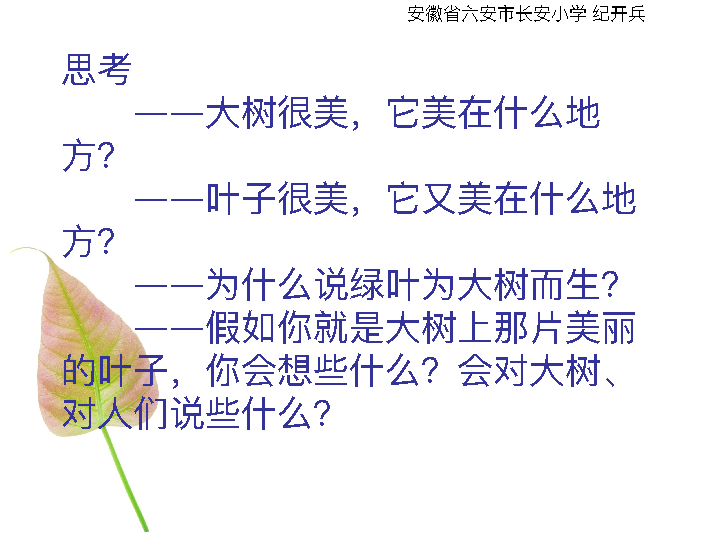 安徽省六安市长安小学 纪开兵
思考
——大树很美，它美在什么地
方？
——叶子很美，它又美在什么地
方？
——为什么说绿叶为大树而生？
——假如你就是大树上那片美丽
的叶子，你会想些什么？会对大树、
对人们说些什么？